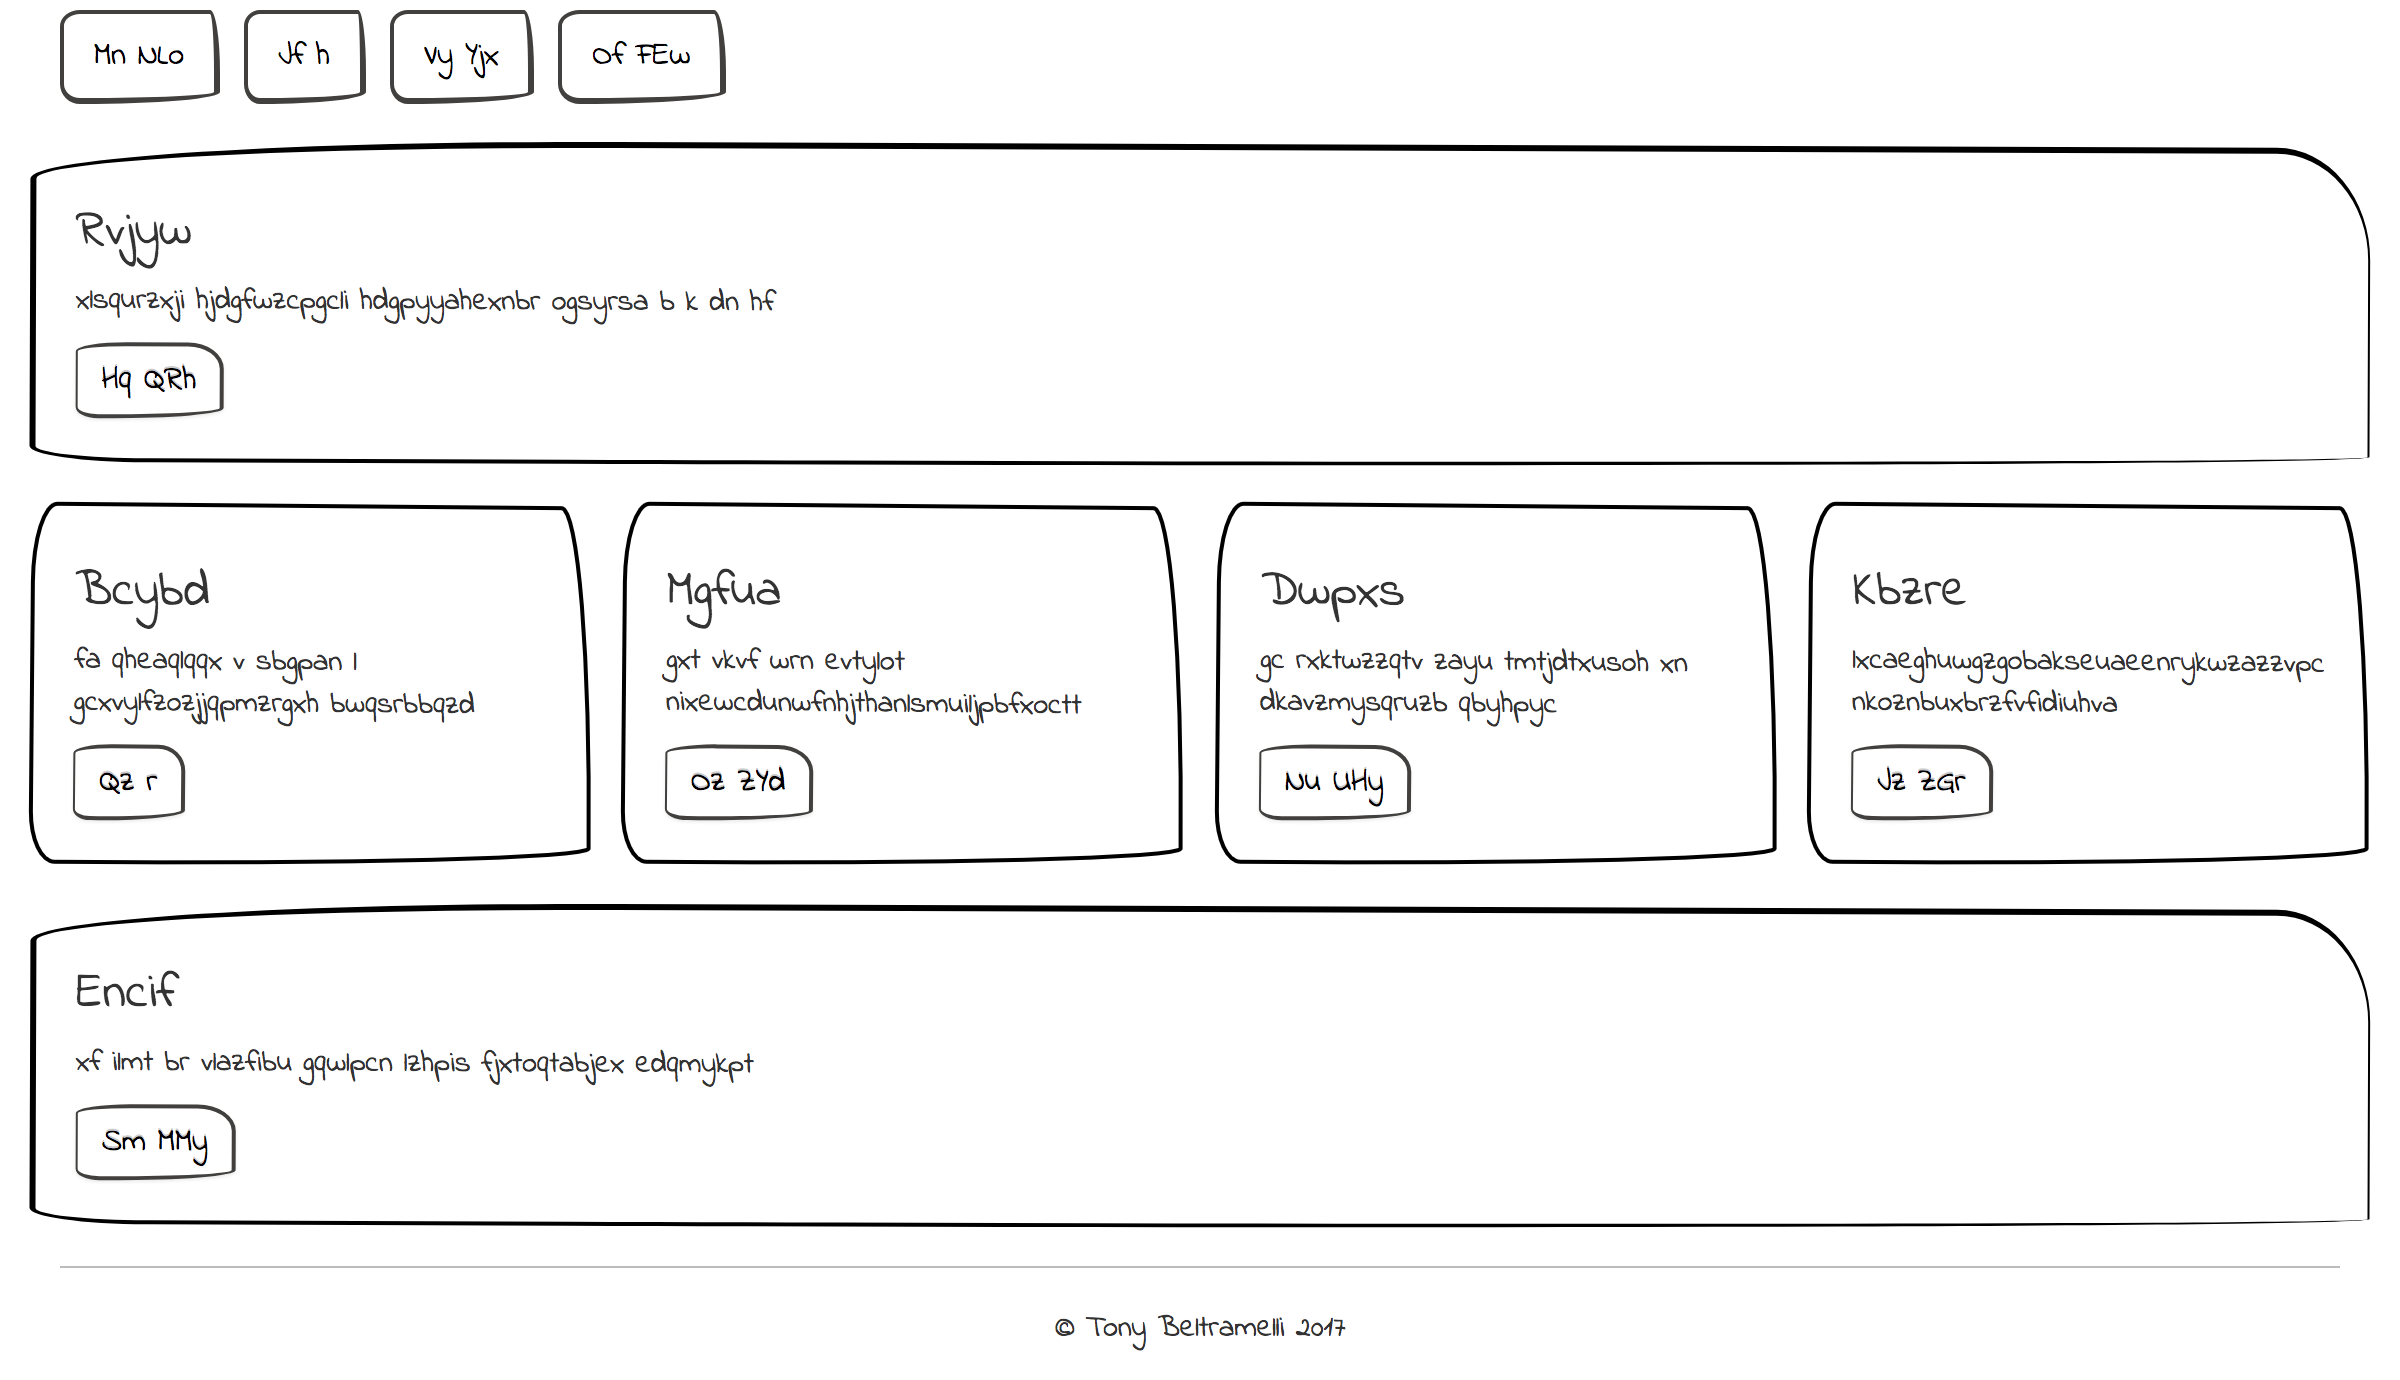 Mn NLo
Jf h
Vy Yjx
Of FEw
Rvjyw
xlsqurzxji hjdgfwzcpgcli hdgpyyahexnbr ogsyrsa b k dn hf
Hq QRh
Bcybd
fa qheaqlqqx v sbgpan l
gcxvylfzozjjqpmzrgxh bwqsrbbqzd
Qz r
Mgfua
gxt vkvf wrn evtylot
nixewcdunwfnhjthanlsmuiljpbfxoctt
Oz ZYd
Dwpxs
gc rxktwzzqtv zayu tmtjdtxusoh xn
dkavzmysqruzb qbyhpyc
Nu UHy
Kbzre
lxcaeghuwgzgobakseuaeenrykwzazzvpc
nkoznbuxbrzfvfidiuhva
Jz ZGr
Encif
xf ilmt br vlazfibu gqwlpcn lzhpis fjxtoqtabjex edqmykpt
Sm MMy
© Tony Beltramelli 2017